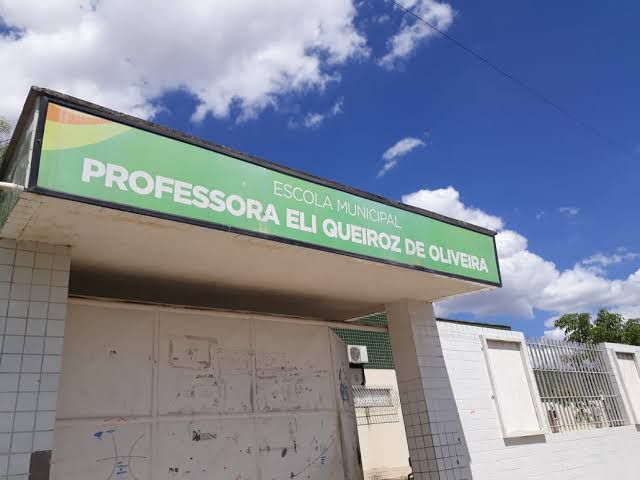 ESCOLA MUNICIPAL
PROFESSORA ELI QUEIROZ DE OLIVEIRA